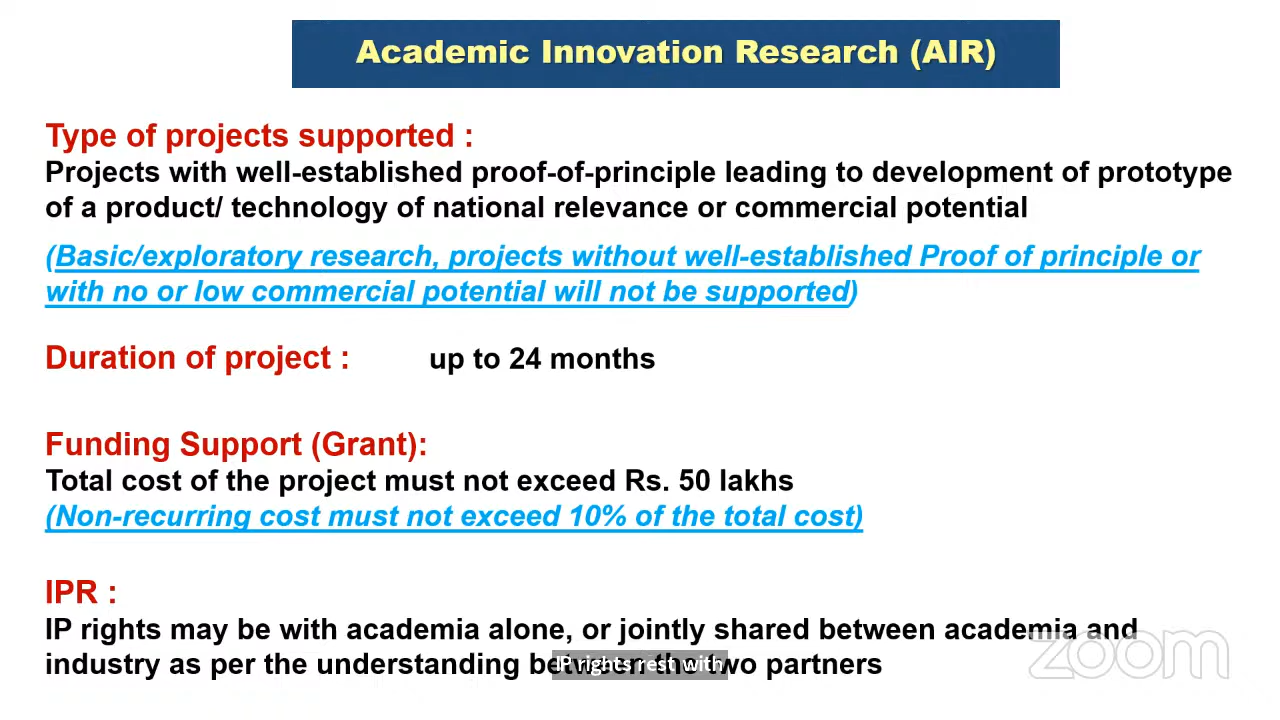 Academic Innovation Research (AIR)
Type of projects supported :
Projects with well-established proof-of-principle leading to development of prototype
of a product/ technology of national relevance or commercial potential
(Basic/exploratory research, projects without well-established Proof of principle or
with no or low commercial potential will not be supported)
Duration of project : up to 24 months
Funding Support (Grant):
Total cost of the project must not exceed Rs. 50 lakhs
(Non-recurring cost must not exceed 10% of the total cost)
IPR :
IP rights may be with academia alone, or jointly shared between academia and
industry as per the understanding between the two partners
IP rights rest with
zoom